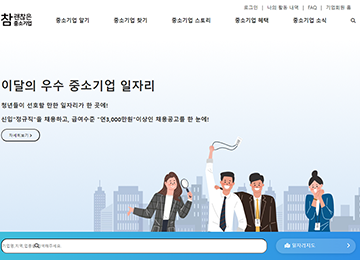 로그인 | 나의 활동 내역 | FAQ | 기업회원 홈
참 괜찮은
중소기업
중소기업 알기 중소기업 찾기 중소기업 스토리 중소기업 혜택 중소기업 소식
이달의 우수 중소기업 일자리
청년들이 선호할 만한 일자리가 한 곳에!
신입"정규직"을 채용하고, 급여수준 "연3,000만원"이상인 채용공고를 한 눈에!
자세히보기 >
일자리지도 >